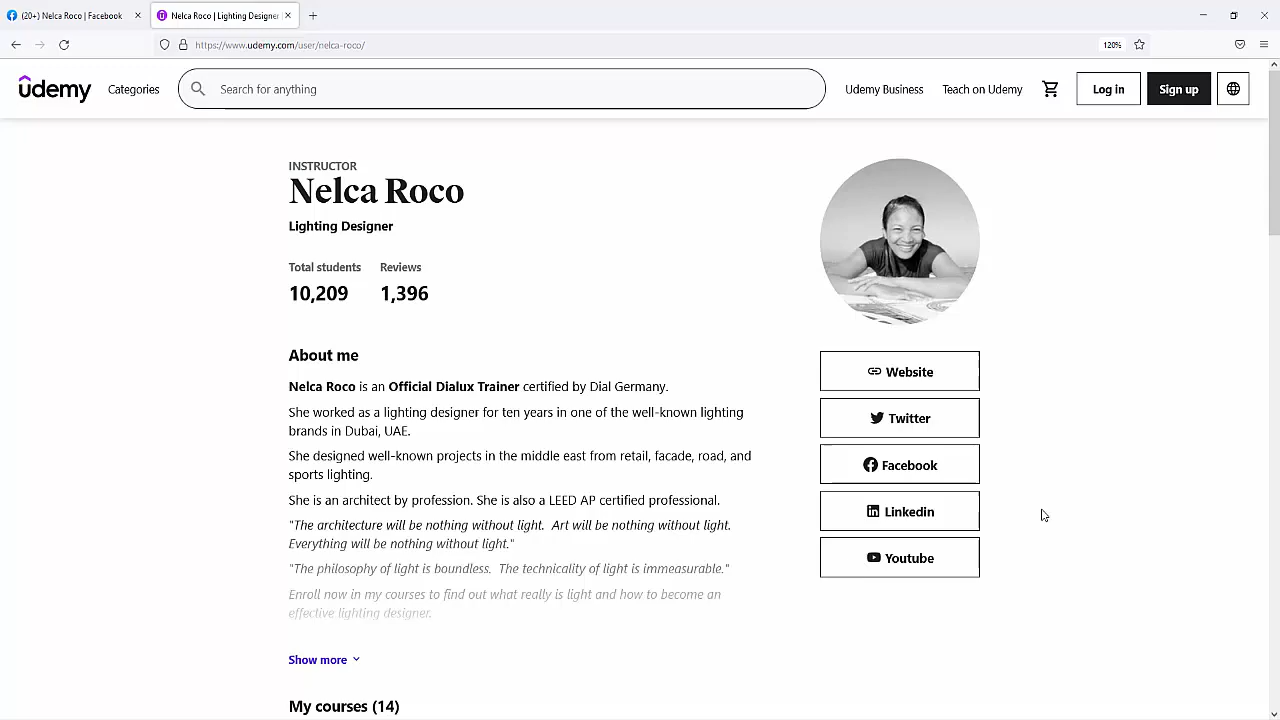 (20+) Nelca Roco | Facebook
Nelca Roco | Lighting Designer
https://www.udemy.com/user/nelca-roco/
120%
udemy
Categories
Search for anything
Udemy Business
Teach on Udemy
Log in
Sign up
INSTRUCTOR
Nelca Roco
Lighting Designer
Total students Reviews
10,209 1,396
About me
Nelca Roco is an Official Dialux Trainer certified by Dial Germany.
She worked as a lighting designer for ten years in one of the well-known lighting
brands in Dubai, UAE.
She designed well-known projects in the middle east from retail, facade, road, and
sports lighting.
She is an architect by profession. She is also a LEED AP certified professional.
"The architecture will be nothing without light. Art will be nothing without light.
Everything will be nothing without light."
"The philosophy of light is boundless. The technicality of light is immeasurable."
Enroll now in my courses to find out what really is light and how to become an
effective lighting designer.
Show more
My courses (14)
Website
Twitter
Facebook
Linkedin
Youtube